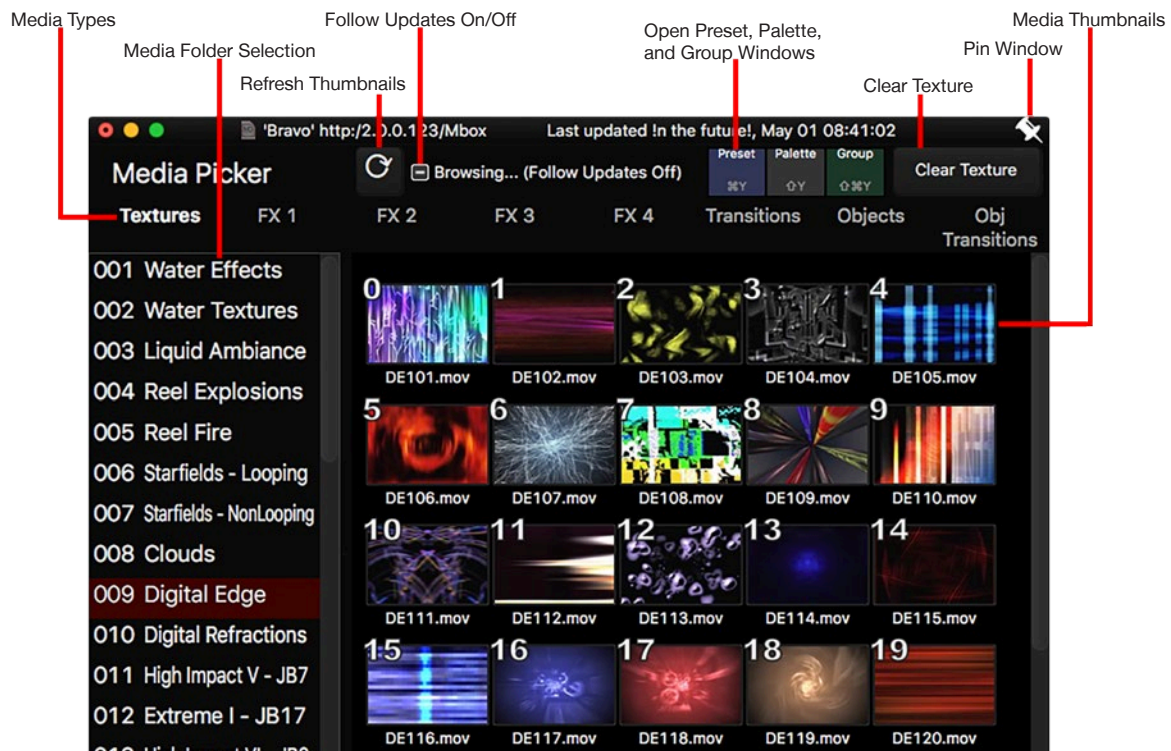 Media Types
Follow Updates On/Off
Media Thumbnails
Open Preset, Palette,
and Group Windows
Media Folder Selection
Pin Window
Refresh Thumbnails
Clear Texture
'Bravo' http:/2.0.0.123/Mbox
Last updated !n the future!, May 01 08:41:02
Media Picker
Browsing... (Follow Updates Off)
Preset
⌘Y
Palette
⇧Y
Group
⇧⌘Y
Clear Texture
Textures
FX 1
FX 2
FX 3
FX 4
Transitions
Objects
Obj
Transitions
001 Water Effects
002 Water Textures
003 Liquid Ambiance
004 Reel Explosions
005 Reel Fire
006 Starfields - Looping
007 Starfields - NonLooping
008 Clouds
009 Digital Edge
010 Digital Refractions
011 High Impact V - JB7
012 Extreme I - JB17
0 1 2 3 4
DE101.mov DE102.mov DE103.mov DE104.mov DE105.mov
5 6 7 8 9
DE106.mov DE107.mov DE108.mov DE109.mov DE110.mov
10 11 12 13 14
DE111.mov DE112.mov DE113.mov DE114.mov DE115.mov
15 16 17 18 19
DE116.mov DE117.mov DE118.mov DE119.mov DE120.mov